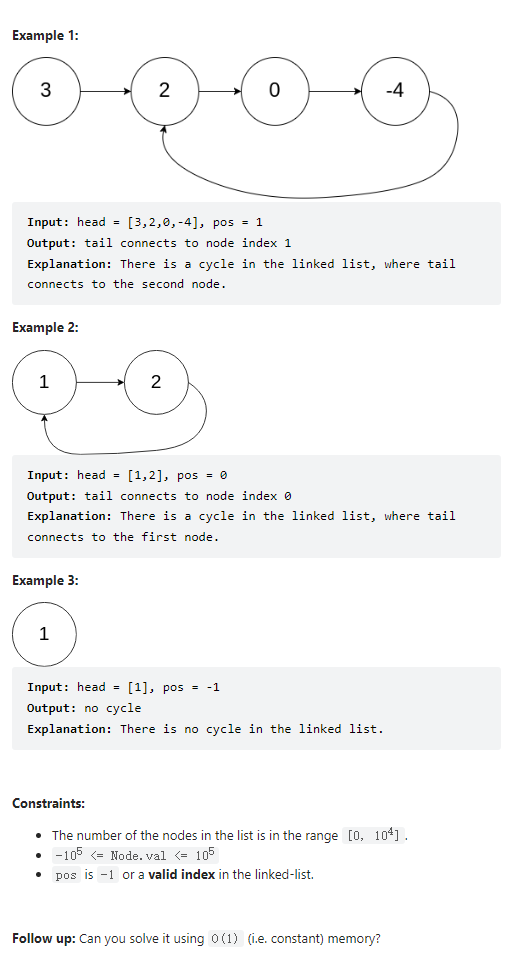 Example 1:
3 2 0 -4
Input: head = [3,2,0,-4], pos = 1
Output: tail connects to node index 1
Explanation: There is a cycle in the linked list, where tail
connects to the second node.
Example 2:
1 2
Input: head = [1,2], pos = 0
Output: tail connects to node index 0
Explanation: There is a cycle in the linked list, where tail
connects to the first node.
Example 3:
1
Input: head = [1], pos = -1
Output: no cycle
Explanation: There is no cycle in the linked list.
Constraints:
• The number of the nodes in the list is in the range [0, 10⁴] .
• -10⁵ <= Node.val <= 10⁵
• pos is -1 or a valid index in the linked-list.
Follow up: Can you solve it using O(1) (i.e. constant) memory?